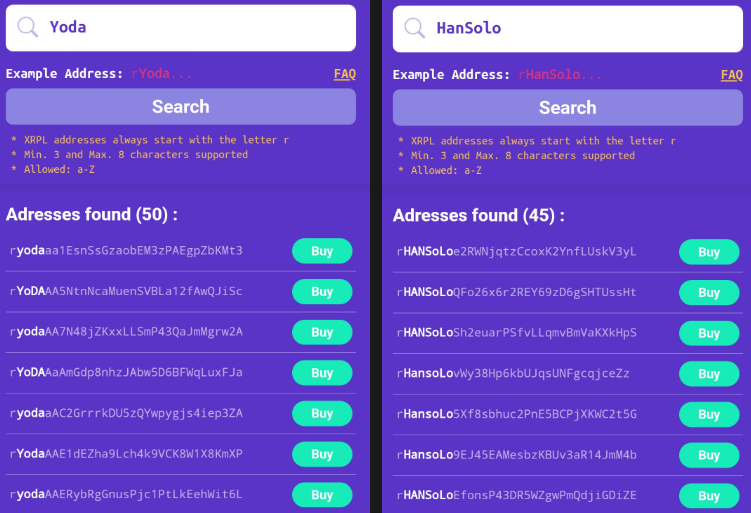 Yoda
Example Address: rYoda...
FAQ
Search
* XRPL addresses always start with the letter r
* Min. 3 and Max. 8 characters supported
* Allowed: a-Z
Adresses found (50) :
ryodaaa1EsnSsGzaobEM3zPAEgpZbKMt3
Buy
rYoDAAA5NtnNcaMuenSVBLa12fAwQJiSc
Buy
ryodaAA7N48jZKxxLLSmP43QaJmMgrw2A
Buy
rYoDAAaAmGdp8nhzJAbw5D6BFWqLuxFJa
Buy
ryodaaAC2GrrrkDU5zQYwpygjs4iep3ZA
Buy
rYodaAAE1dEZha9Lch4k9VCK8W1X8KmXP
Buy
ryodaAAERybRgGnusPjc1PtLkEehWit6L
Buy
HanSolo
Example Address: rHanSolo...
FAQ
Search
* XRPL addresses always start with the letter r
* Min. 3 and Max. 8 characters supported
* Allowed: a-Z
Adresses found (45) :
rHANSoLoe2RWNjqtzCcoxK2YnfLUskV3yL
Buy
rHANSoLoQFo26x6r2REY69zD6gSHTUssHt
Buy
rHANSoLoSh2euarPSfvLLqmvBmVaKXkHpS
Buy
rHansolovWy38Hp6kbUJqsUNFgcqjceZz
Buy
rHANsoLo5Xf8sbhuc2PnE5BCPjXKWC2t5G
Buy
rHansolo9EJ45EAMesbzKBUv3aR14JmM4b
Buy
rHANSoLoEfonsP43DR5WZgwPmQdjiGDiZE
Buy